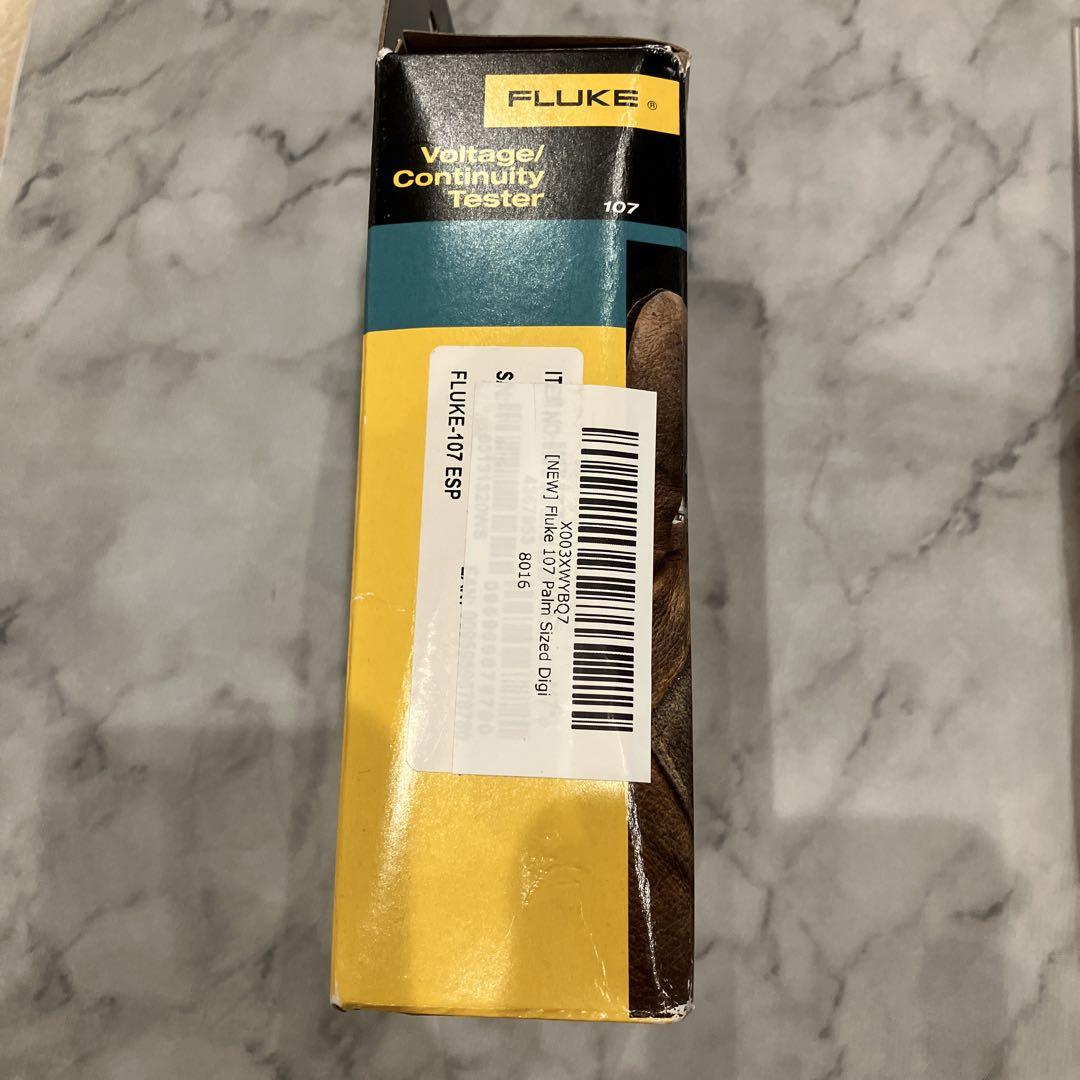 FLUKE ®
Voltage/
Continuity
Tester
107
X003XWYBQ7
[NEW] Fluke 107 Palm Sized Digi
8016
FLUKE-107 ESP